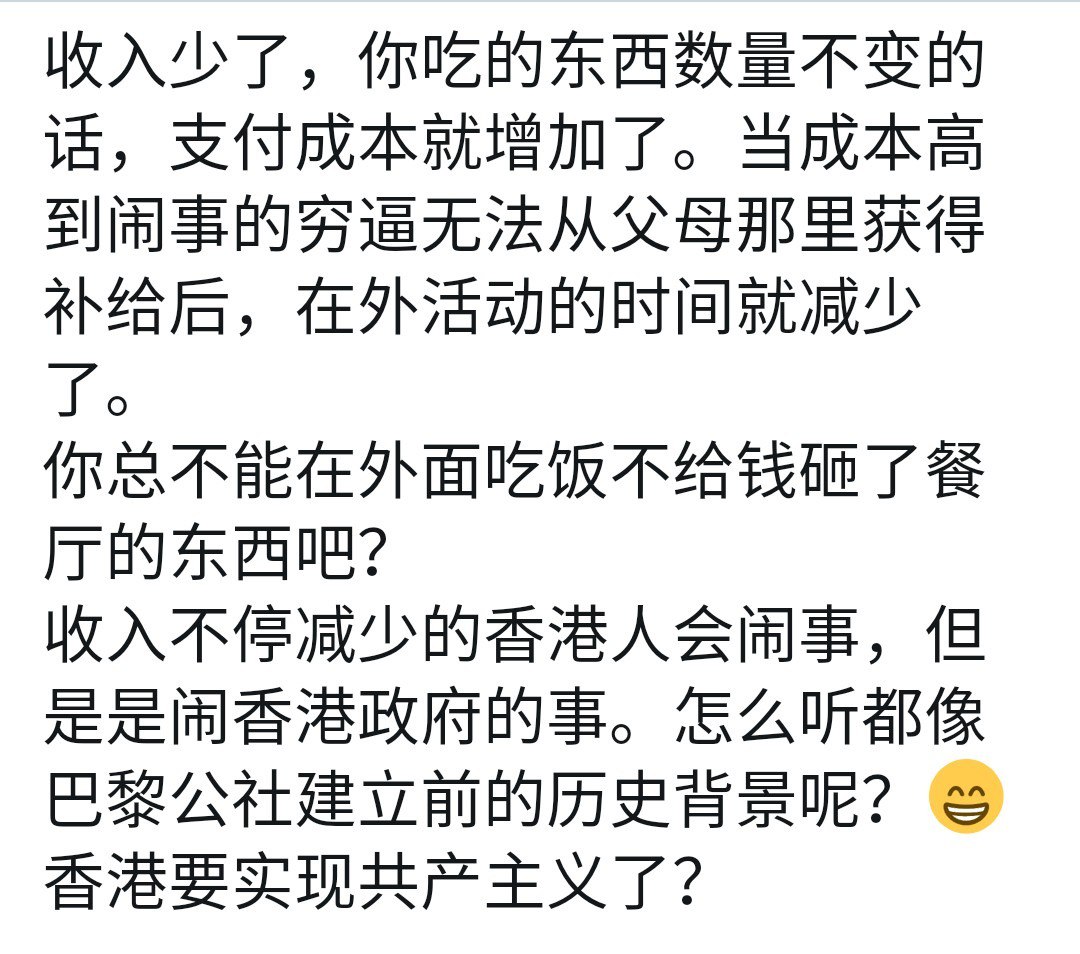 收入少了，你吃的东西数量不变的
话，支付成本就增加了。当成本高
到闹事的穷逼无法从父母那里获得
补给后，在外活动的时间就减少
了。
你总不能在外面吃饭不给钱砸了餐
厅的东西吧？
收入不停减少的香港人会闹事，但
是是闹香港政府的事。怎么听都像
巴黎公社建立前的历史背景呢？😄
香港要实现共产主义了？